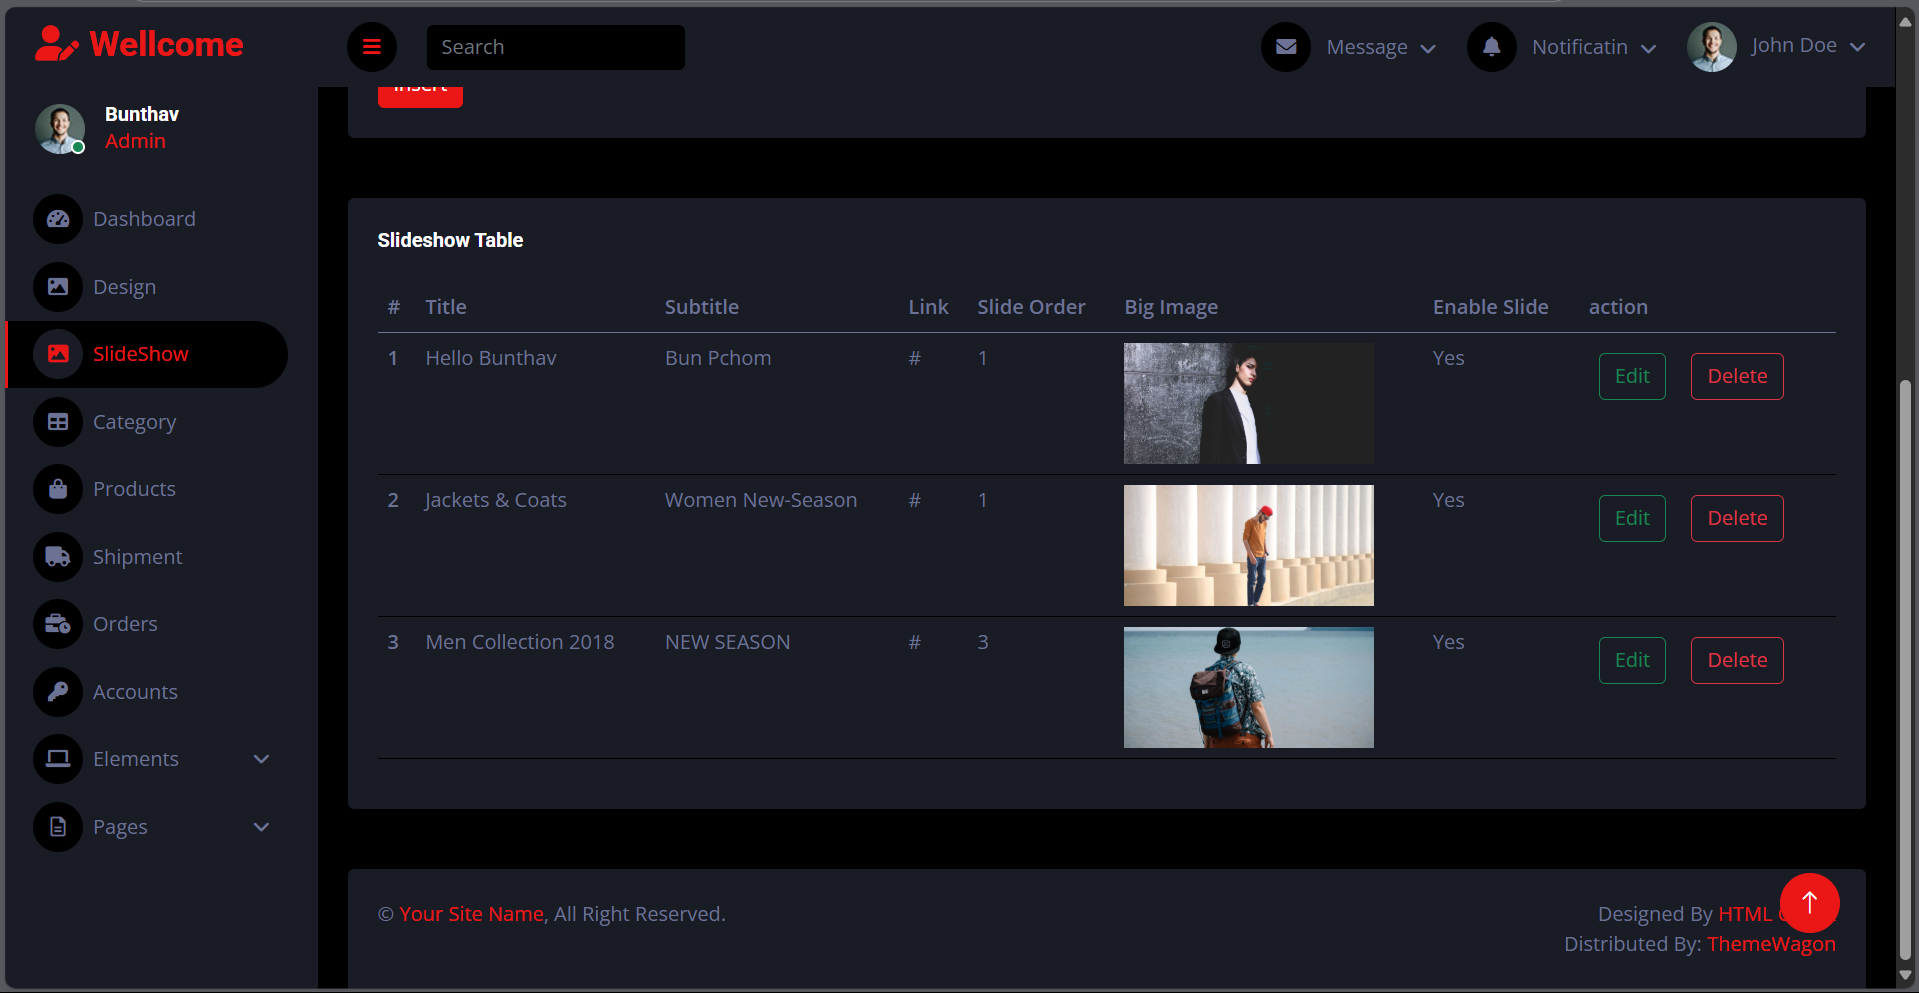 Wellcome
Search
Message
Notificatin
John Doe
Bunthav
Admin
Dashboard
Design
SlideShow
Category
Products
Shipment
Orders
Accounts
Elements
Pages
Insert
Slideshow Table
# Title Subtitle Link Slide Order Big Image Enable Slide action
1 Hello Bunthav Bun Pchom # 1 Yes Edit Delete
2 Jackets & Coats Women New-Season # 1 Yes Edit Delete
3 Men Collection 2018 NEW SEASON # 3 Yes Edit Delete
© Your Site Name, All Right Reserved.
Designed By HTML
Distributed By: ThemeWagon